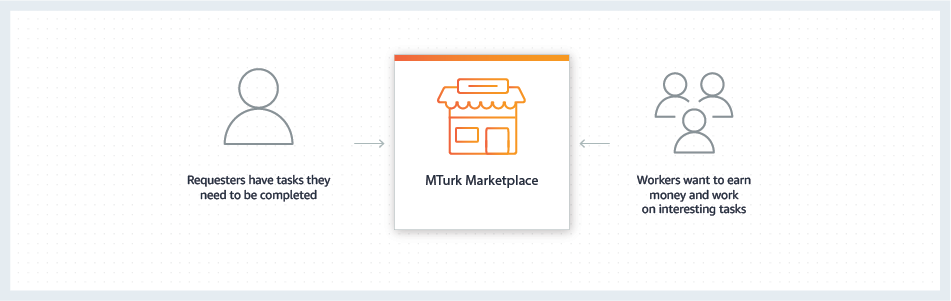 Requesters have tasks they
need to be completed
MTurk Marketplace
Workers want to earn
money and work
on interesting tasks